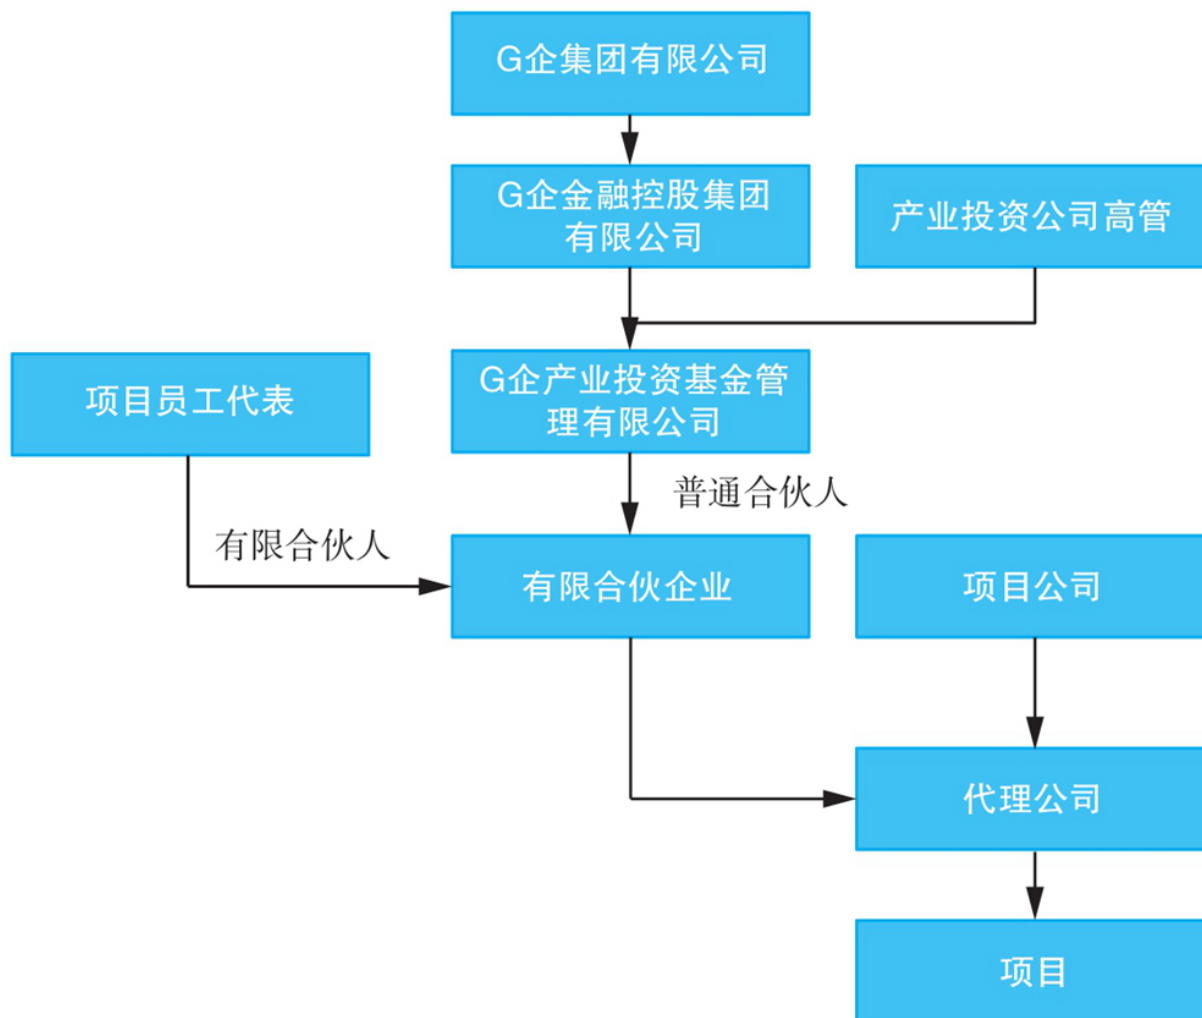 G企集团有限公司
G企金融控股集团
有限公司
产业投资公司高管
项目员工代表
G企产业投资基金管
理有限公司
普通合伙人
有限合伙人
有限合伙企业
项目公司
代理公司
项目